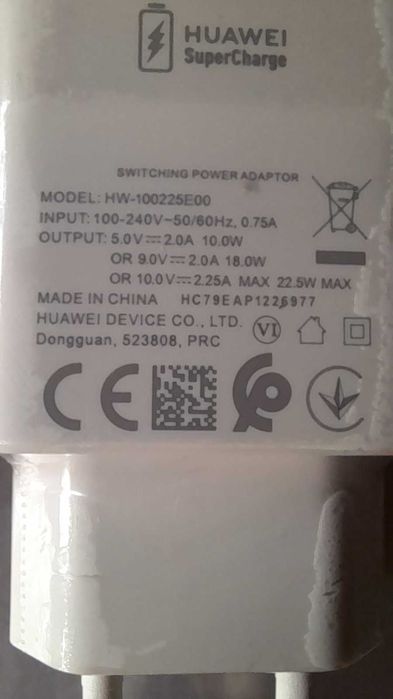 HUAWEI
SuperCharge
SWITCHING POWER ADAPTOR
MODEL: HW-100225E00
INPUT: 100-240V~50/60Hz, 0.75A
OUTPUT: 5.0V⎓2.0A 10.0W
OR 9.0V⎓2.0A 18.0W
OR 10.0V⎓2.25A MAX 22.5W MAX
MADE IN CHINA HC79EAP1226977
HUAWEI DEVICE CO., LTD.
VI
Dongguan, 523808, PRC
CE